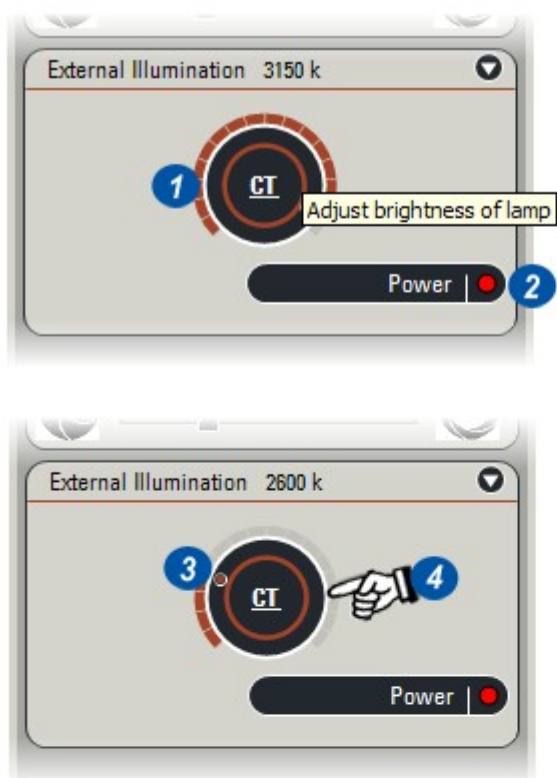 External Illumination 3150 k
1
CT
Adjust brightness of lamp
Power
2
External Illumination 2600 k
3
4
CT
Power